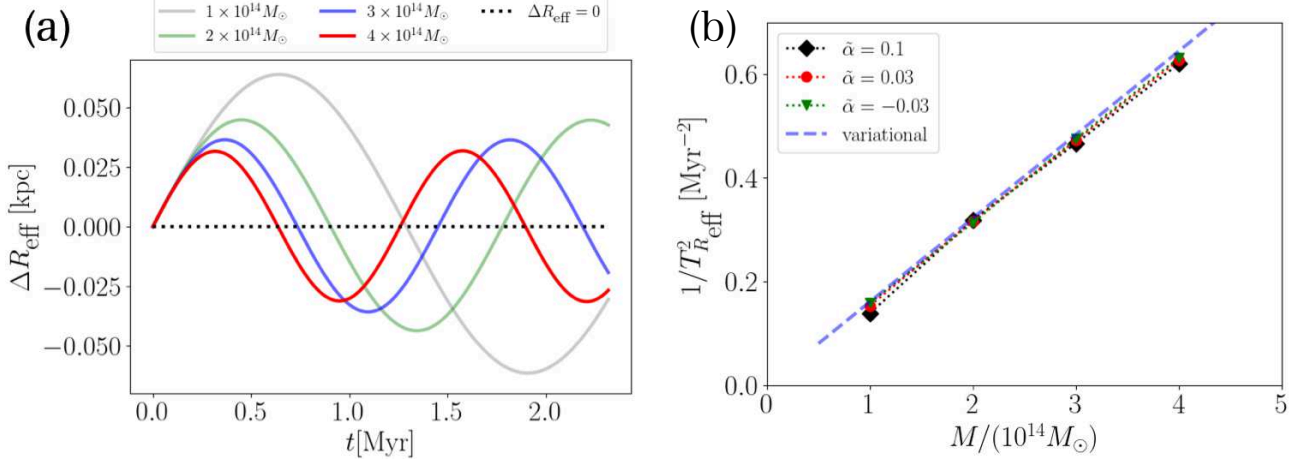 (a)
1 × 10¹⁴M☉ 3 × 10¹⁴M☉ ΔR_eff = 0
2 × 10¹⁴M☉ 4 × 10¹⁴M☉
ΔR_eff [kpc]
0.050
0.025
0.000
−0.025
−0.050
0.0 0.5 1.0 1.5 2.0
t[Myr]
(b)
α̃ = 0.1
α̃ = 0.03
α̃ = −0.03
variational
1/T²_{R_eff} [Myr⁻²]
0.6
0.4
0.2
0.0
0 1 2 3 4 5
M/(10¹⁴M☉)